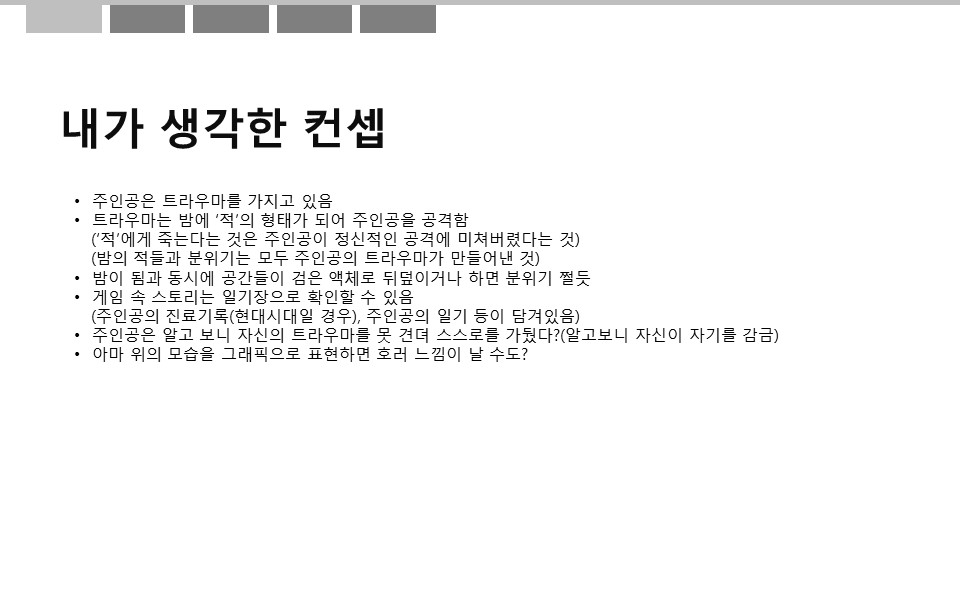 내가 생각한 컨셉
• 주인공은 트라우마를 가지고 있음
• 트라우마는 밤에 ‘적’의 형태가 되어 주인공을 공격함
(‘적’에게 죽는다는 것은 주인공이 정신적인 공격에 미쳐버렸다는 것)
(밤의 적들과 분위기는 모두 주인공의 트라우마가 만들어낸 것)
• 밤이 됨과 동시에 공간들이 검은 액체로 뒤덮이거나 하면 분위기 쩔듯
• 게임 속 스토리는 일기장으로 확인할 수 있음
(주인공의 진료기록(현대시대일 경우), 주인공의 일기 등이 담겨있음)
• 주인공은 알고 보니 자신의 트라우마를 못 견뎌 스스로를 가뒀다?(알고보니 자신이 자기를 감금)
• 아마 위의 모습을 그래픽으로 표현하면 호러 느낌이 날 수도?